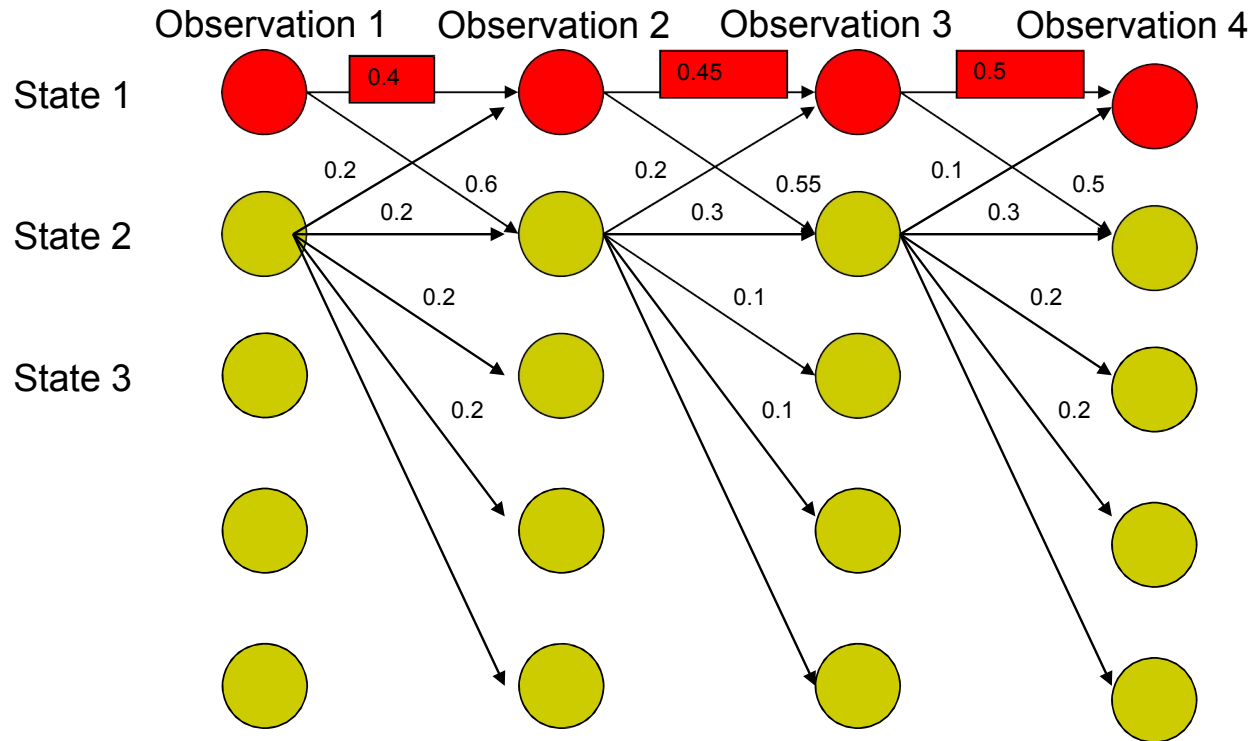 Observation 1 Observation 2 Observation 3 Observation 4
State 1
0.4 0.45 0.5
0.2 0.6 0.2 0.55 0.1 0.5
State 2
0.2 0.3 0.3
0.2 0.1 0.2
State 3
0.2 0.1 0.2